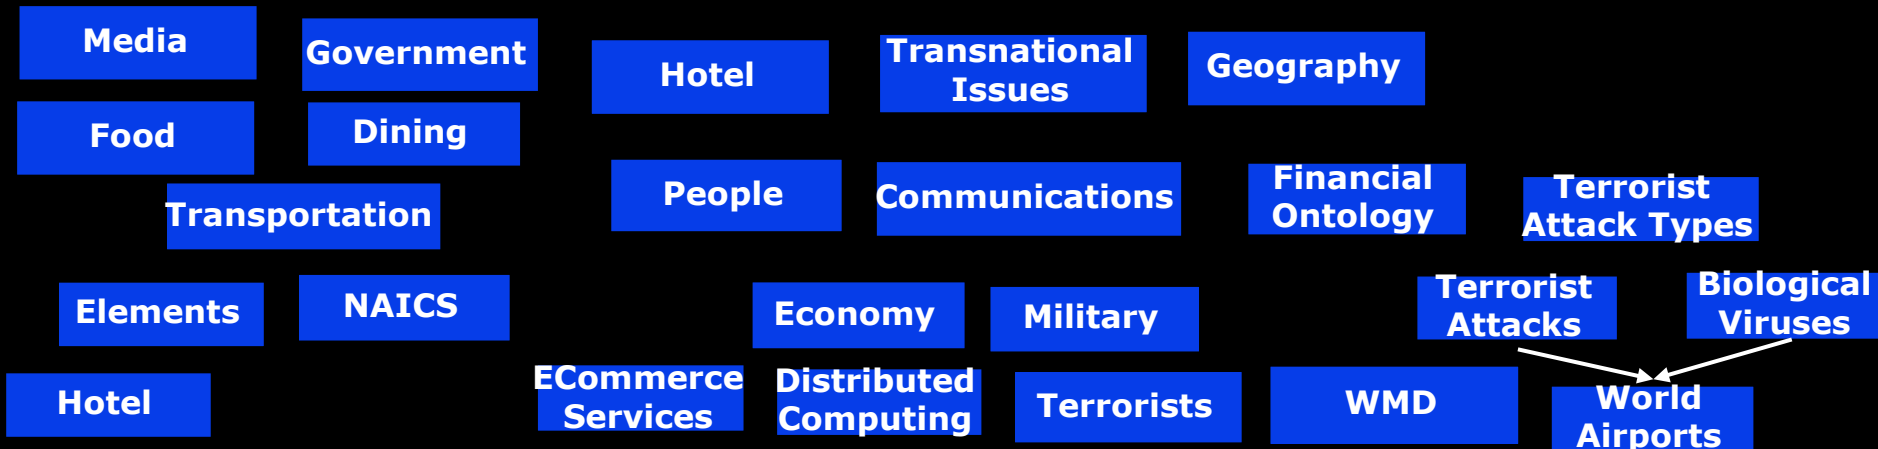 Media
Government
Hotel
Transnational
Issues
Geography
Food
Dining
People
Communications
Financial
Ontology
Terrorist
Attack Types
Transportation
Elements
NAICS
Economy
Military
Terrorist
Attacks
Biological
Viruses
Hotel
ECommerce
Services
Distributed
Computing
Terrorists
WMD
World
Airports